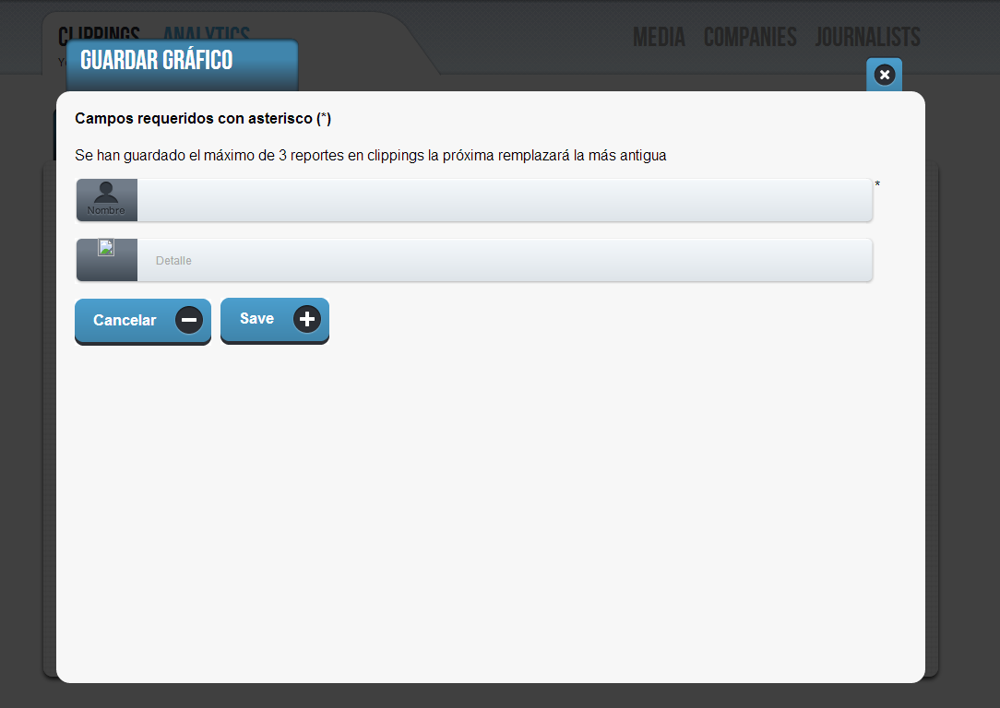 CLIPPINGS ANALYTICS
MEDIA COMPANIES JOURNALISTS
GUARDAR GRÁFICO
Campos requeridos con asterisco (*)
Se han guardado el máximo de 3 reportes en clippings la próxima remplazará la más antigua
Nombre
*
Detalle
Cancelar
Save